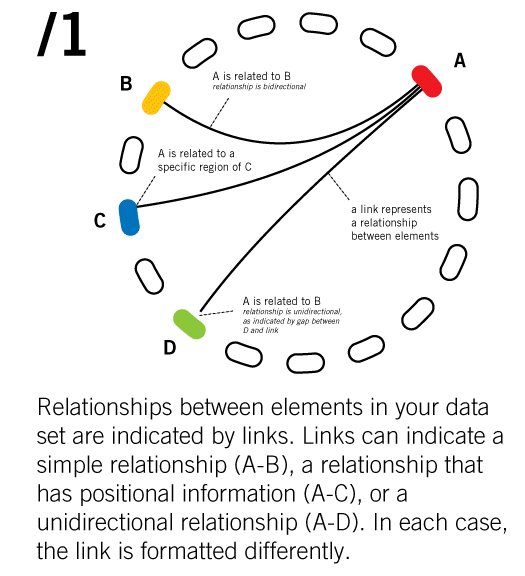 /1
A
B
A is related to B
relationship is bidirectional
A is related to a
specific region of C
C
a link represents
a relationship
between elements
A is related to B
relationship is unidirectional,
as indicated by gap between
D and link
D
Relationships between elements in your data
set are indicated by links. Links can indicate a
simple relationship (A-B), a relationship that
has positional information (A-C), or a
unidirectional relationship (A-D). In each case,
the link is formatted differently.